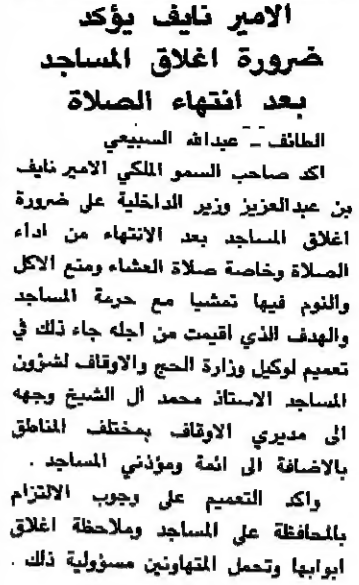 الامير نايف يؤكد
ضرورة اغلاق المساجد
بعد انتهاء الصلاة
الطائف - عبدالله السبيعي
اكد صاحب السمو الملكي الامير نايف
بن عبدالعزيز وزير الداخلية على ضرورة
اغلاق المساجد بعد الانتهاء من اداء
الصلاة وخاصة صلاة العشاء ومنع الاكل
والنوم فيها تمشيا مع حرمة المساجد
والهدف الذي اقيمت من اجله جاء ذلك في
تعميم لوكيل وزارة الحج والاوقاف لشؤون
المساجد الاستاذ محمد آل الشيخ وجهه
الى مديري الاوقاف بمختلف المناطق
بالاضافة الى ائمة ومؤذني المساجد .
واكد التعميم على وجوب الالتزام
بالمحافظة على المساجد وملاحظة اغلاق
ابوابها وتحمل المتهاونين مسؤولية ذلك .